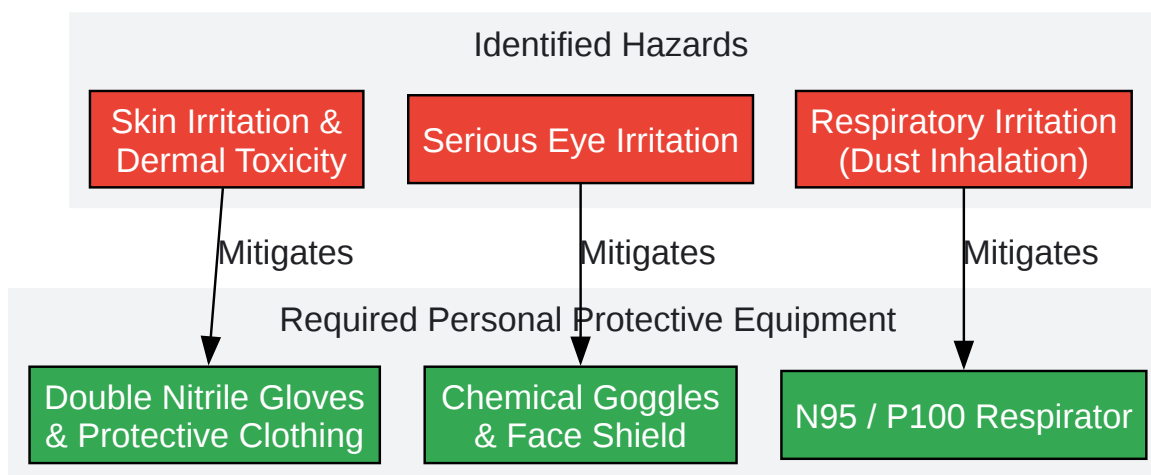 Identified Hazards
Skin Irritation &
Dermal Toxicity
Serious Eye Irritation
Respiratory Irritation
(Dust Inhalation)
Mitigates
Mitigates
Mitigates
Required Personal Protective Equipment
Double Nitrile Gloves
& Protective Clothing
Chemical Goggles
& Face Shield
N95 / P100 Respirator